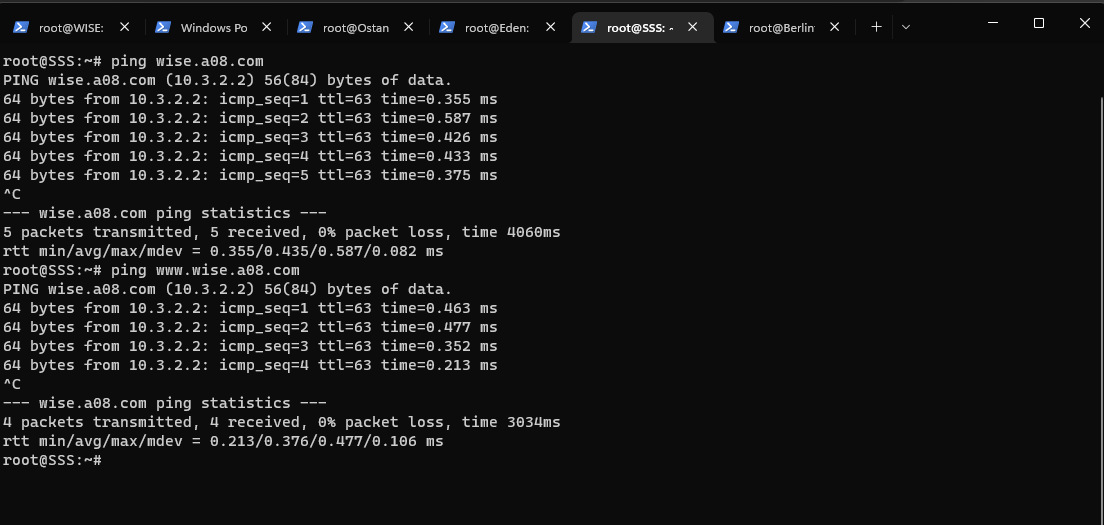 root@WISE: Windows Po root@Ostan root@Eden: root@SSS: ~ root@Berlin
root@SSS:~# ping wise.a08.com
PING wise.a08.com (10.3.2.2) 56(84) bytes of data.
64 bytes from 10.3.2.2: icmp_seq=1 ttl=63 time=0.355 ms
64 bytes from 10.3.2.2: icmp_seq=2 ttl=63 time=0.587 ms
64 bytes from 10.3.2.2: icmp_seq=3 ttl=63 time=0.426 ms
64 bytes from 10.3.2.2: icmp_seq=4 ttl=63 time=0.433 ms
64 bytes from 10.3.2.2: icmp_seq=5 ttl=63 time=0.375 ms
^C
--- wise.a08.com ping statistics ---
5 packets transmitted, 5 received, 0% packet loss, time 4060ms
rtt min/avg/max/mdev = 0.355/0.435/0.587/0.082 ms
root@SSS:~# ping www.wise.a08.com
PING wise.a08.com (10.3.2.2) 56(84) bytes of data.
64 bytes from 10.3.2.2: icmp_seq=1 ttl=63 time=0.463 ms
64 bytes from 10.3.2.2: icmp_seq=2 ttl=63 time=0.477 ms
64 bytes from 10.3.2.2: icmp_seq=3 ttl=63 time=0.352 ms
64 bytes from 10.3.2.2: icmp_seq=4 ttl=63 time=0.213 ms
^C
--- wise.a08.com ping statistics ---
4 packets transmitted, 4 received, 0% packet loss, time 3034ms
rtt min/avg/max/mdev = 0.213/0.376/0.477/0.106 ms
root@SSS:~#